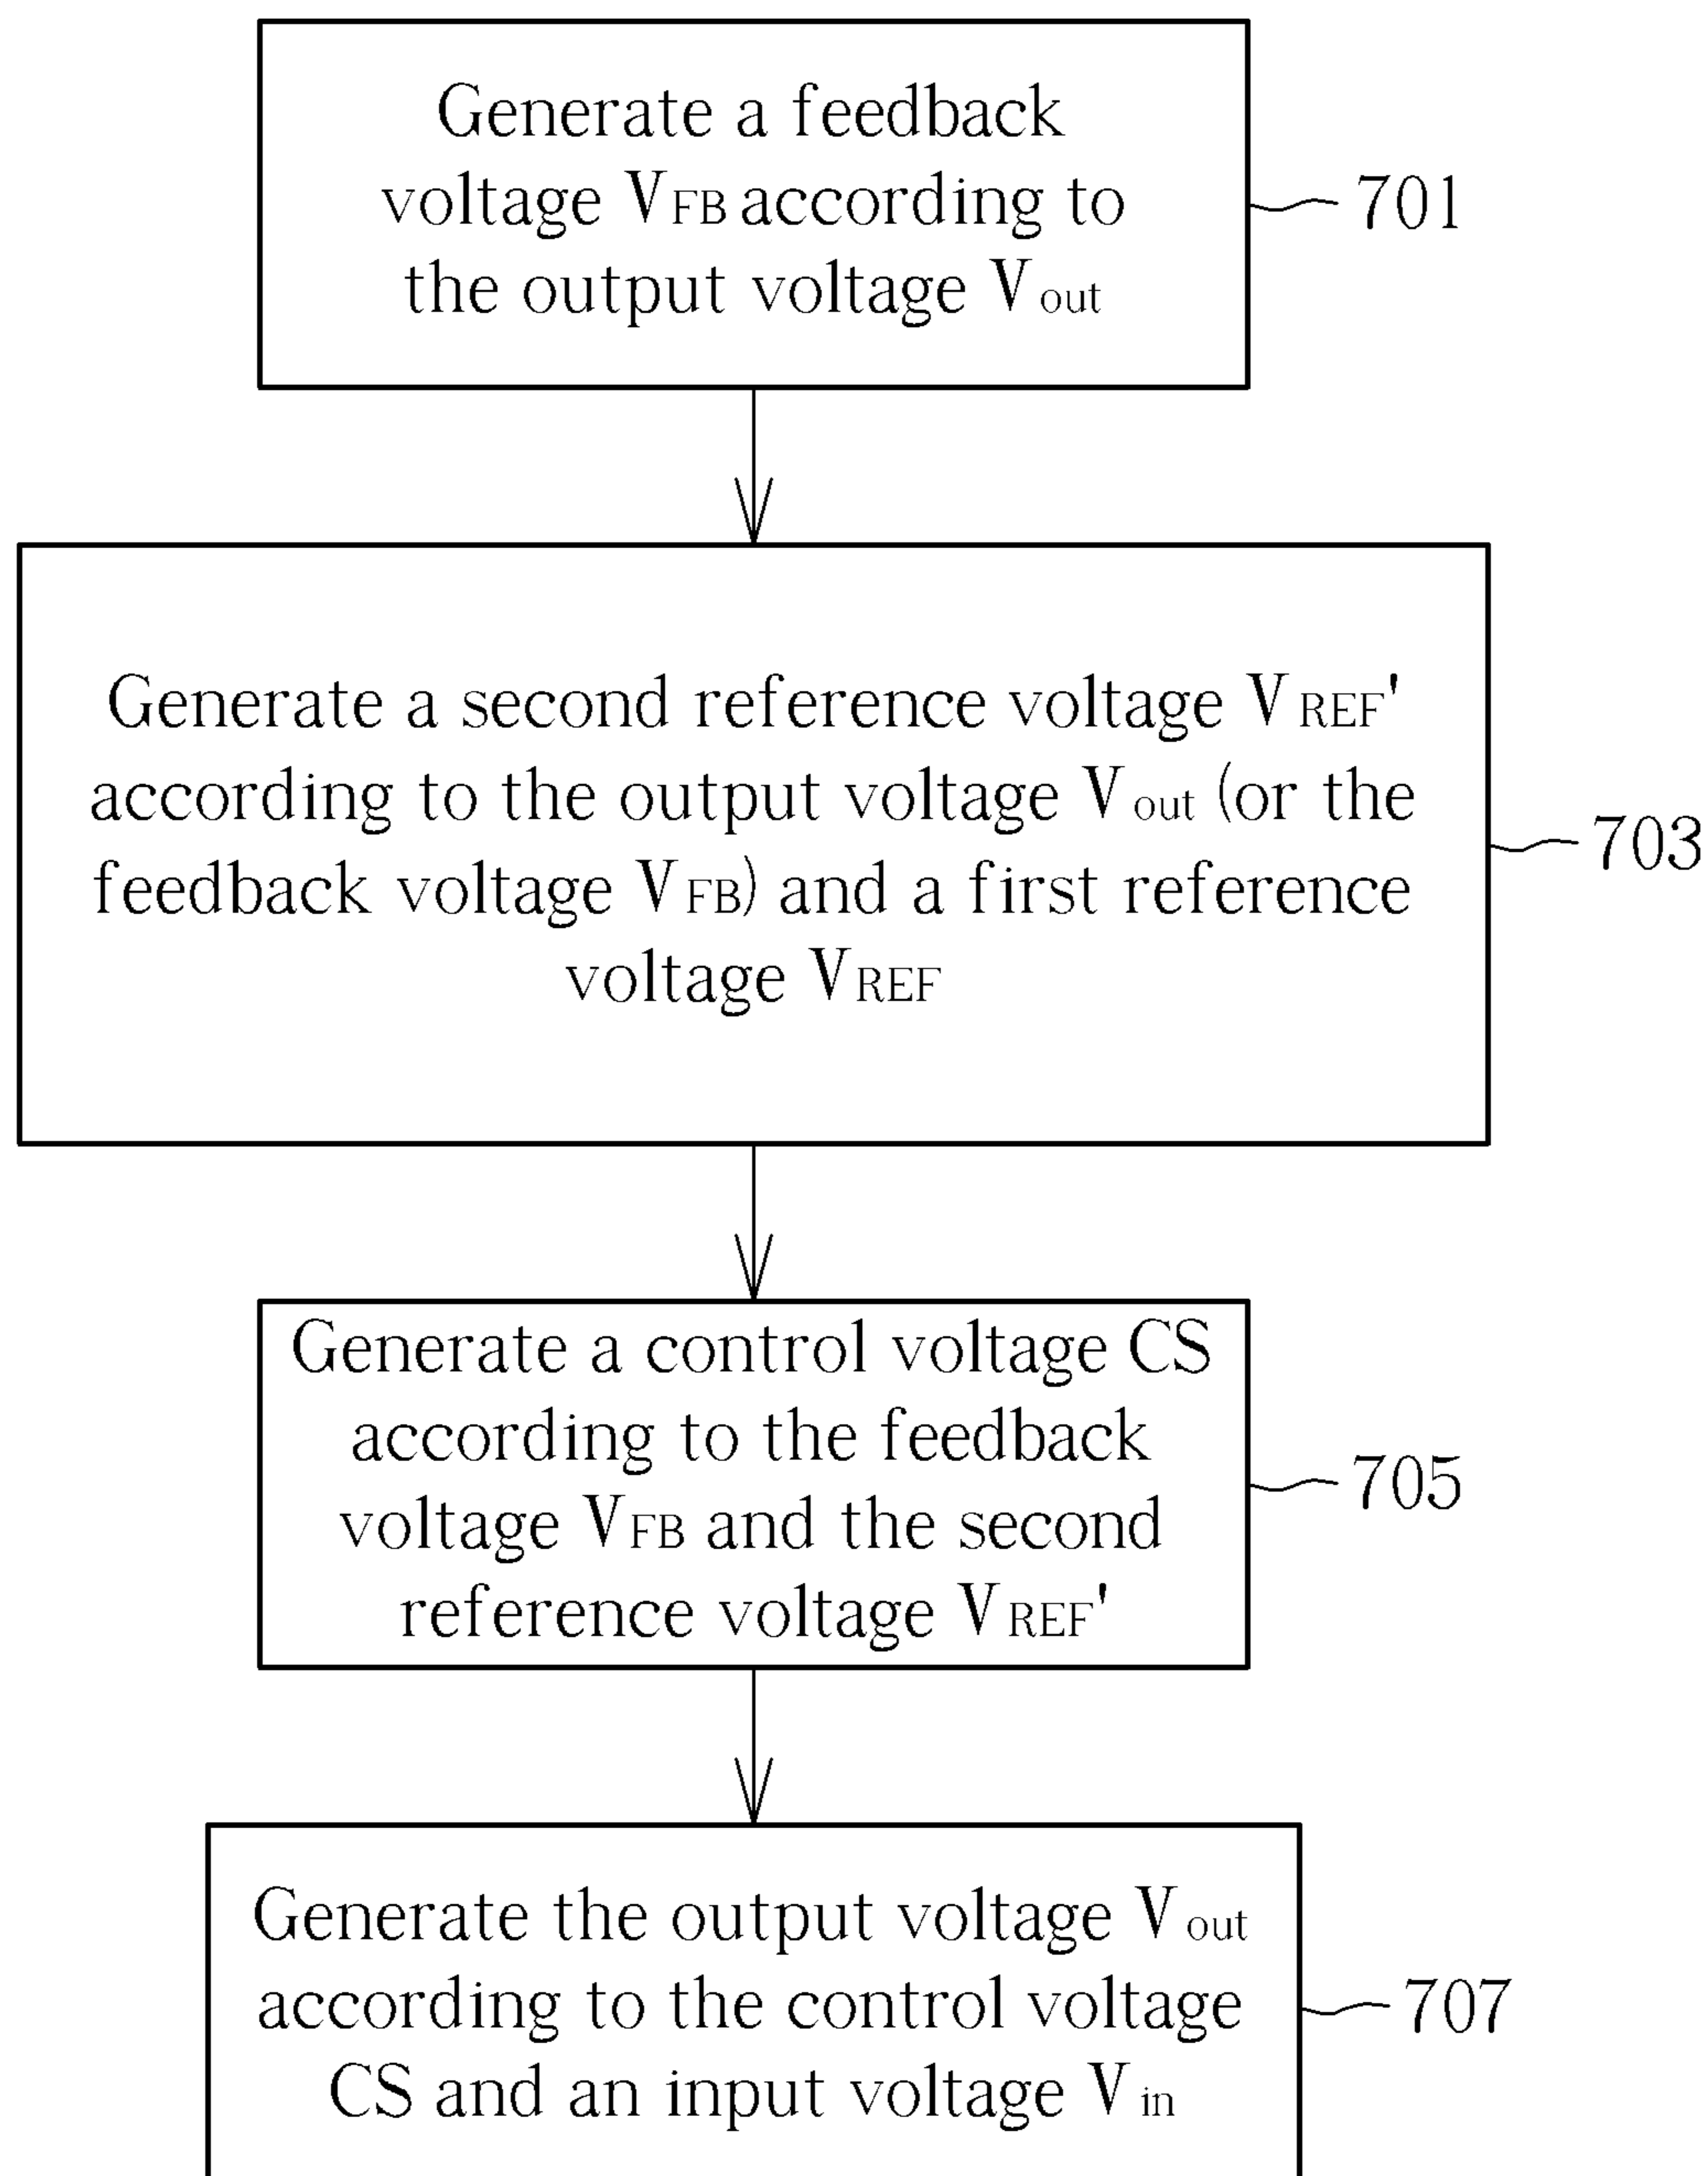 Generate a feedback
voltage VFB according to
the output voltage Vout
701
Generate a second reference voltage VREF'
according to the output voltage Vout (or the
feedback voltage VFB) and a first reference
voltage VREF
703
Generate a control voltage CS
according to the feedback
voltage VFB and the second
reference voltage VREF'
705
Generate the output voltage Vout
according to the control voltage
CS and an input voltage Vin
707